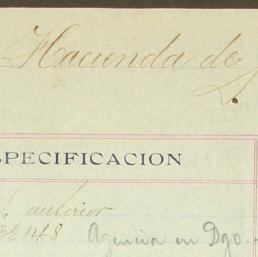 Hacienda de
SPECIFICACION
anterior
33148 Agencia en Dgo.